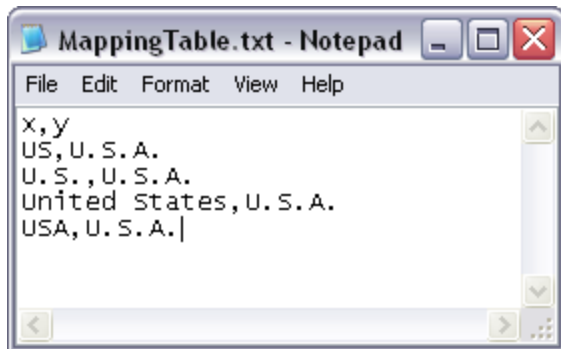 MappingTable.txt - Notepad
File Edit Format View Help
x,y
US,U.S.A.
U.S.,U.S.A.
United States,U.S.A.
USA,U.S.A.